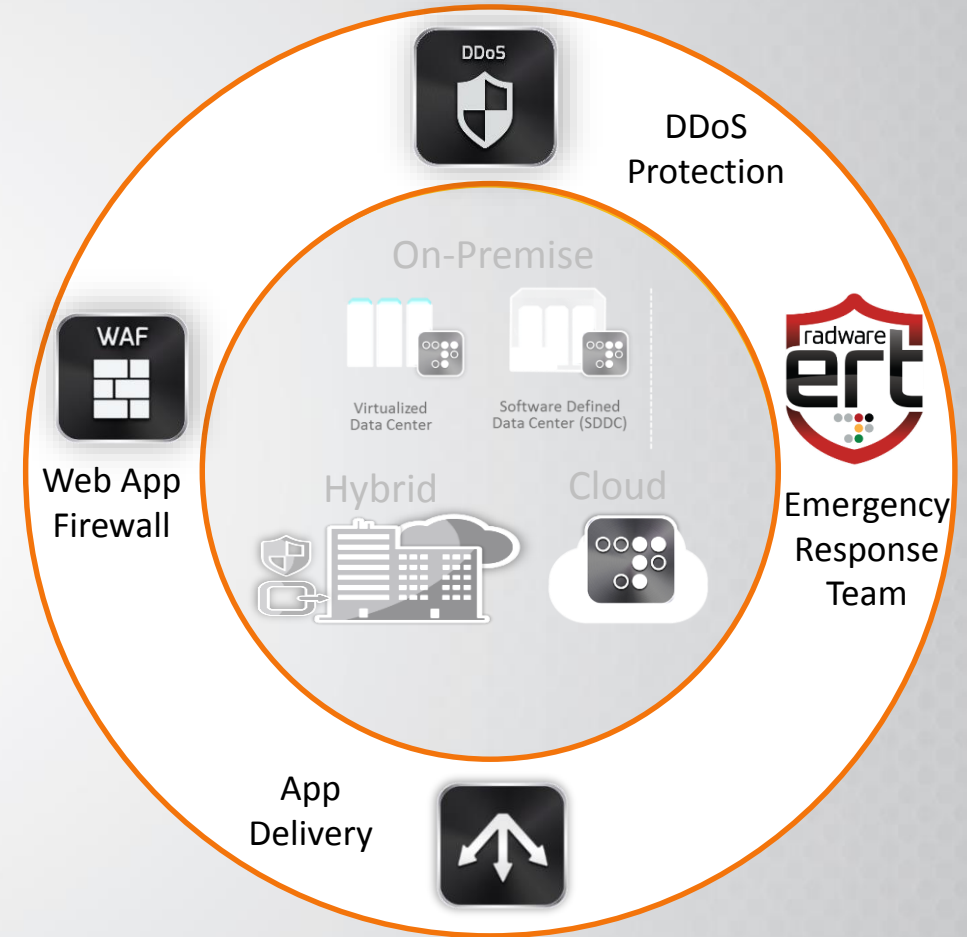 DDoS
DDoS
Protection
On-Premise
WAF
radware
ert
Virtualized
Data Center
Software Defined
Data Center (SDDC)
Web App
Firewall
Hybrid
Cloud
Emergency
Response
Team
App
Delivery